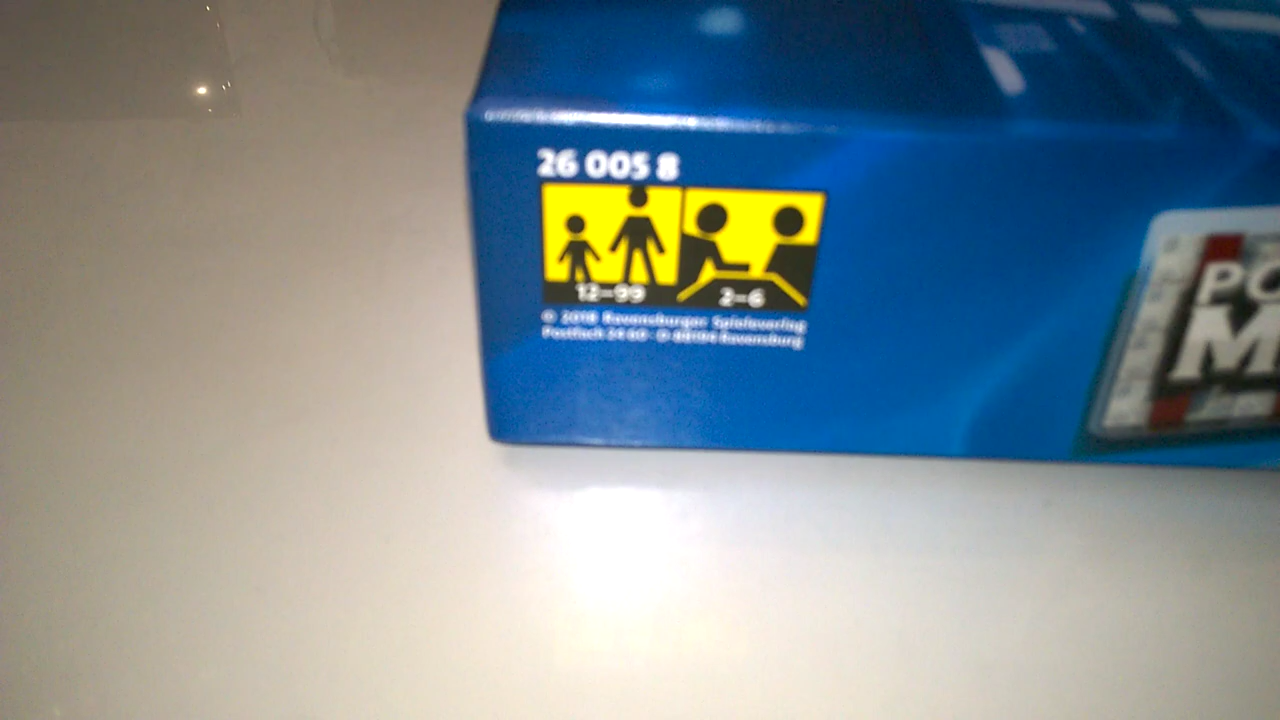 26 005 8
12–99
2–6
© 2018 Ravensburger Spieleverlag
Postfach 24 60 · D 88194 Ravensburg
PO
M